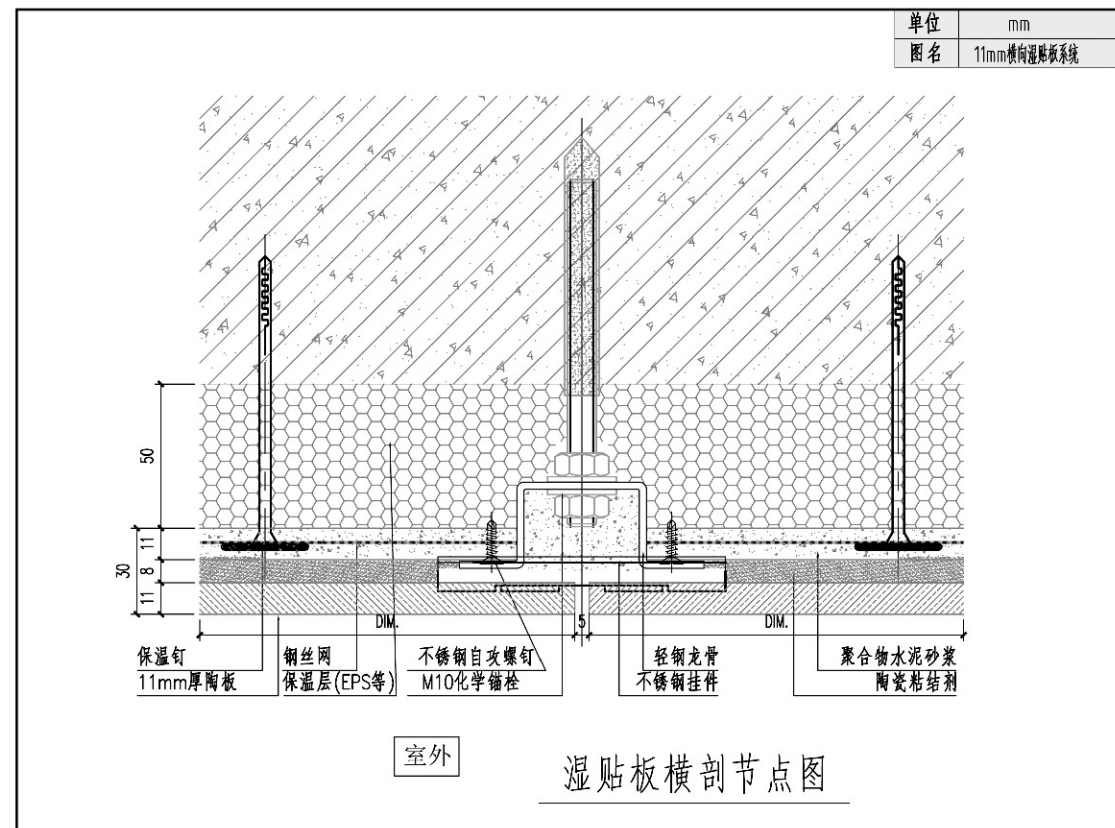 单位 mm
图名 11mm横向湿贴板系统
50
11
30
8
11
DIM. 5 DIM.
保温钉 钢丝网 不锈钢自攻螺钉 轻钢龙骨 聚合物水泥砂浆
11mm厚陶板 保温层(EPS等) M10化学锚栓 不锈钢挂件 陶瓷粘结剂
室外
湿贴板横剖节点图